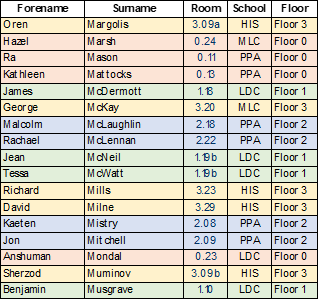 Forename Surname Room School Floor
Oren Margolis 3.09a HIS Floor 3
Hazel Marsh 0.24 MLC Floor 0
Ra Mason 0.11 PPA Floor 0
Kathleen Mattocks 0.13 PPA Floor 0
James McDermott 1.18 LDC Floor 1
George McKay 3.20 MLC Floor 3
Malcolm McLaughlin 2.18 PPA Floor 2
Rachael McLennan 2.22 PPA Floor 2
Jean McNeil 1.19b LDC Floor 1
Tessa McWatt 1.19b LDC Floor 1
Richard Mills 3.23 HIS Floor 3
David Milne 3.29 HIS Floor 3
Kaeten Mistry 2.08 PPA Floor 2
Jon Mitchell 2.09 PPA Floor 2
Anshuman Mondal 0.23 LDC Floor 0
Sherzod Muminov 3.09b HIS Floor 3
Benjamin Musgrave 1.10 LDC Floor 1